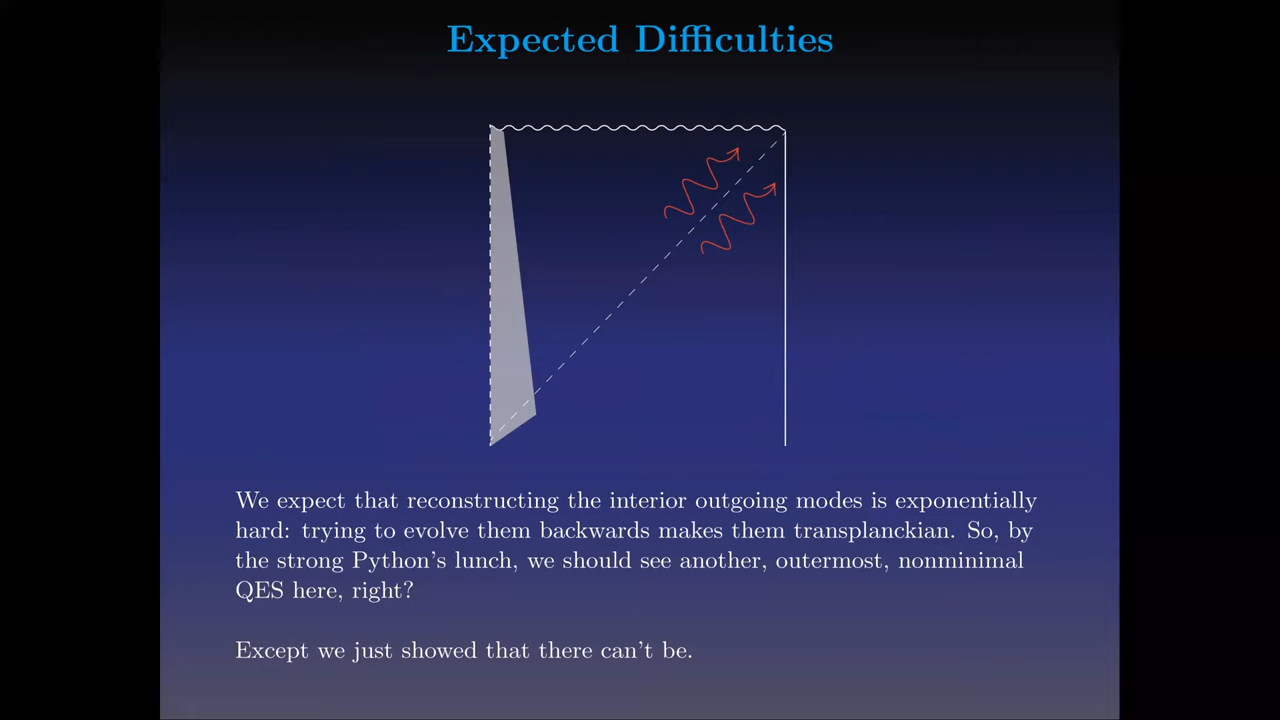 Expected Difficulties
We expect that reconstructing the interior outgoing modes is exponentially
hard: trying to evolve them backwards makes them transplanckian. So, by
the strong Python's lunch, we should see another, outermost, nonminimal
QES here, right?
Except we just showed that there can't be.